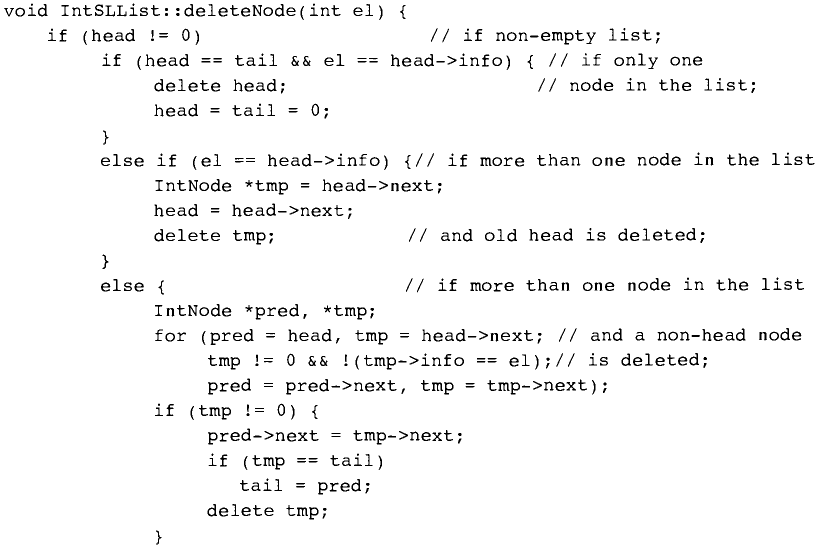 void IntSLList::deleteNode(int el) {
if (head != 0) // if non-empty list;
if (head == tail && el == head->info) { // if only one
delete head; // node in the list;
head = tail = 0;
}
else if (el == head->info) {// if more than one node in the list
IntNode *tmp = head->next;
head = head->next;
delete tmp; // and old head is deleted;
}
else { // if more than one node in the list
IntNode *pred, *tmp;
for (pred = head, tmp = head->next; // and a non-head node
tmp != 0 && !(tmp->info == el);// is deleted;
pred = pred->next, tmp = tmp->next);
if (tmp != 0) {
pred->next = tmp->next;
if (tmp == tail)
tail = pred;
delete tmp;
}